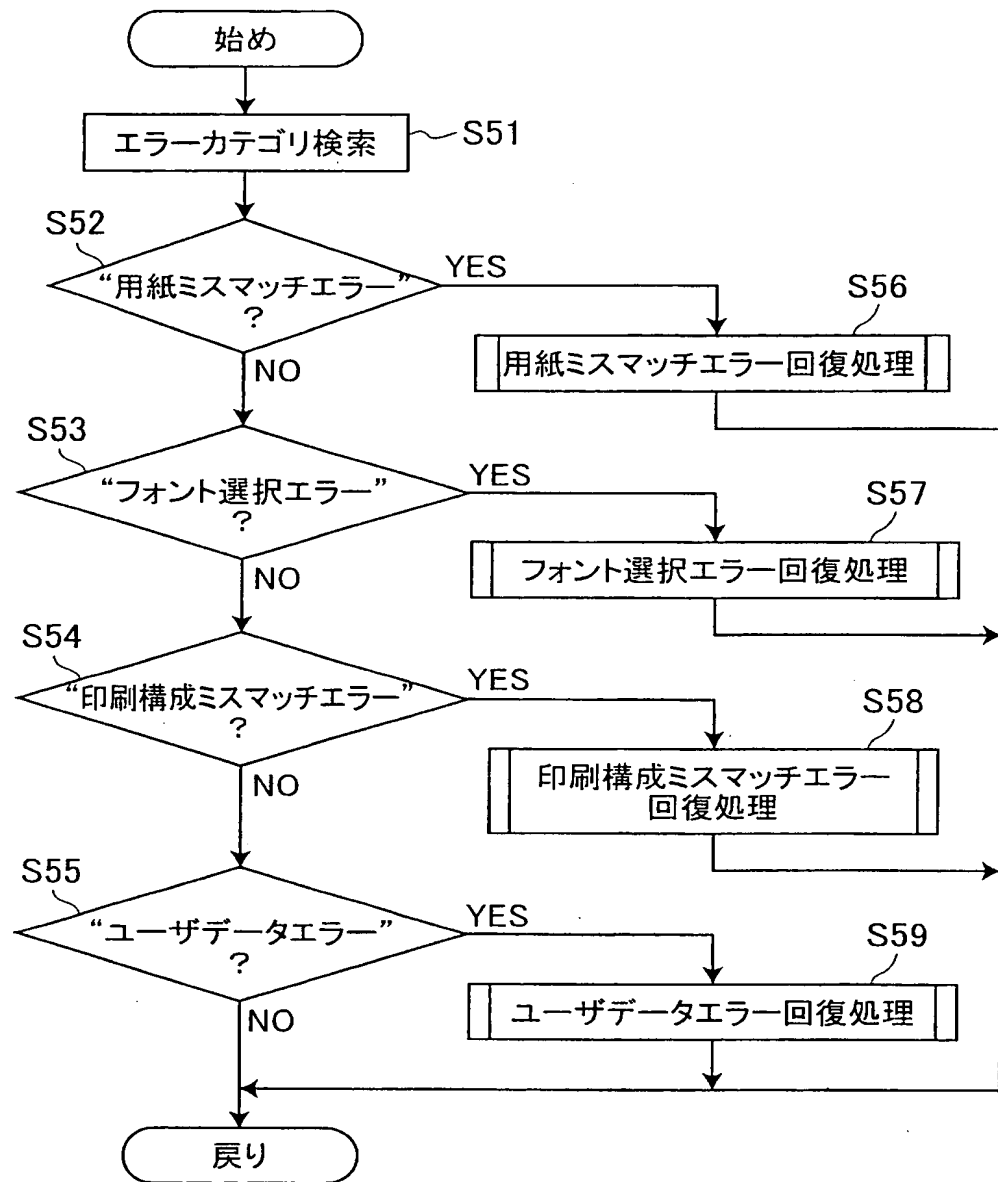 始め
エラーカテゴリ検索
S51
S52
“用紙ミスマッチエラー”
?
YES
NO
S56
用紙ミスマッチエラー回復処理
S53
“フォント選択エラー”
?
YES
NO
S57
フォント選択エラー回復処理
S54
“印刷構成ミスマッチエラー”
?
YES
NO
S58
印刷構成ミスマッチエラー
回復処理
S55
“ユーザデータエラー”
?
YES
NO
S59
ユーザデータエラー回復処理
戻り